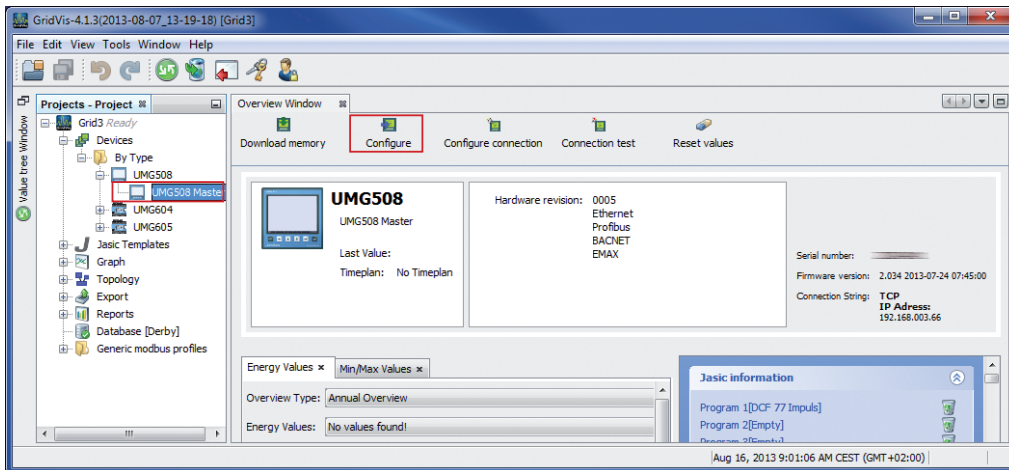 GridVis-4.1.3(2013-08-07_13-19-18) [Grid3]
File Edit View Tools Window Help
Value tree Window
Projects - Project
Grid3 Ready
Devices
By Type
UMG508
UMG508 Maste
UMG604
UMG605
Jasic Templates
Graph
Topology
Export
Reports
Database [Derby]
Generic modbus profiles
Overview Window
Download memory Configure Configure connection Connection test Reset values
UMG508
UMG508 Master
Last Value:
Timeplan: No Timeplan
Hardware revision: 0005
Ethernet
Profibus
BACNET
EMAX
Serial number:
Firmware version: 2.034 2013-07-24 07:45:00
Connection String: TCP
IP Adress:
192.168.003.66
Energy Values Min/Max Values
Overview Type: Annual Overview
Energy Values: No values found!
Jasic information
Program 1[DCF 77 Impuls]
Program 2[Empty]
Program 3[Empty]
Aug 16, 2013 9:01:06 AM CEST (GMT+02:00)